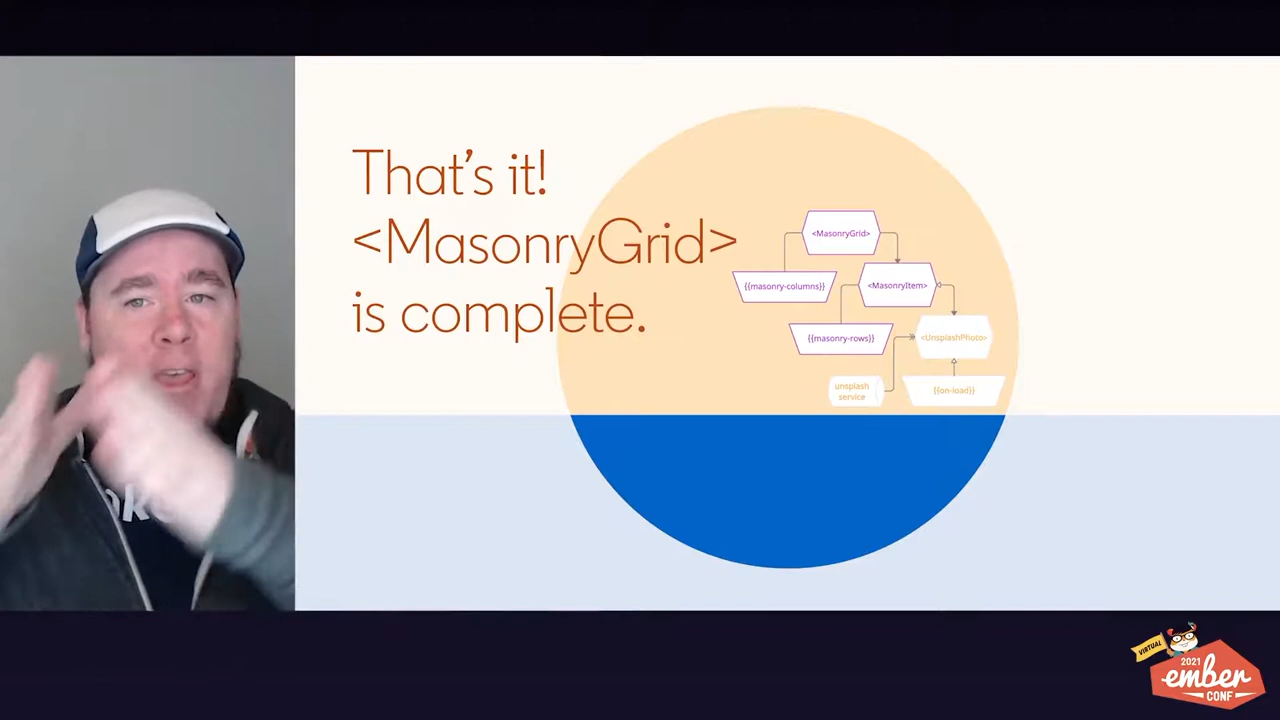 That's it!
<MasonryGrid>
is complete.
<MasonryGrid>
{{masonry-columns}}
<MasonryItem>
{{masonry-rows}}
<UnsplashPhoto>
unsplash
service
{{on-load}}
VIRTUAL
2021
ember
CONF